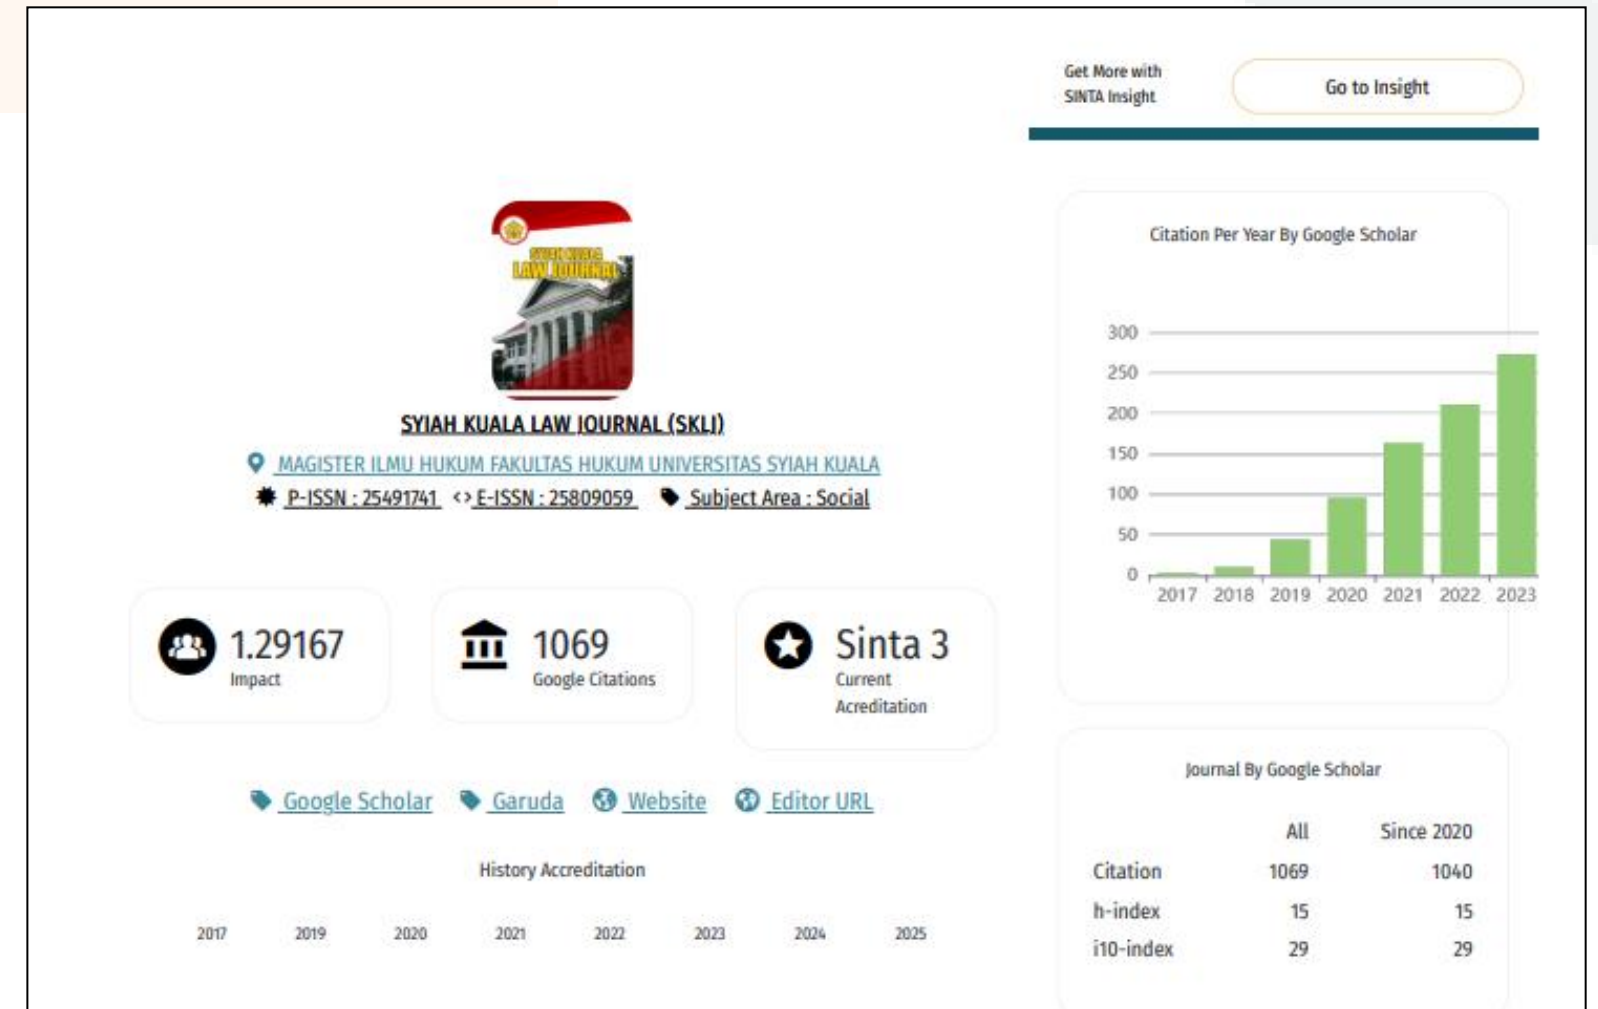 Get More with
SINTA Insight
Go to Insight
SYIAH KUALA
LAW JOURNAL
SYIAH KUALA LAW JOURNAL (SKLJ)
MAGISTER ILMU HUKUM FAKULTAS HUKUM UNIVERSITAS SYIAH KUALA
P-ISSN : 25491741 <> E-ISSN : 25809059 Subject Area : Social
1.29167
Impact
1069
Google Citations
Sinta 3
Current
Acreditation
Google Scholar Garuda Website Editor URL
History Accreditation
2017 2019 2020 2021 2022 2023 2024 2025
Citation Per Year By Google Scholar
300
250
200
150
100
50
0
2017 2018 2019 2020 2021 2022 2023
Journal By Google Scholar
All Since 2020
Citation 1069 1040
h-index 15 15
i10-index 29 29